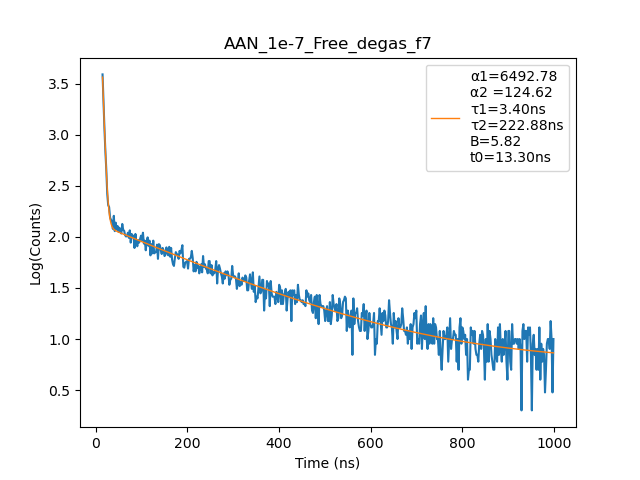 AAN_1e-7_Free_degas_f7
α1=6492.78
α2 =124.62
τ1=3.40ns
τ2=222.88ns
B=5.82
t0=13.30ns
Log(Counts)
3.5
3.0
2.5
2.0
1.5
1.0
0.5
0 200 400 600 800 1000
Time (ns)